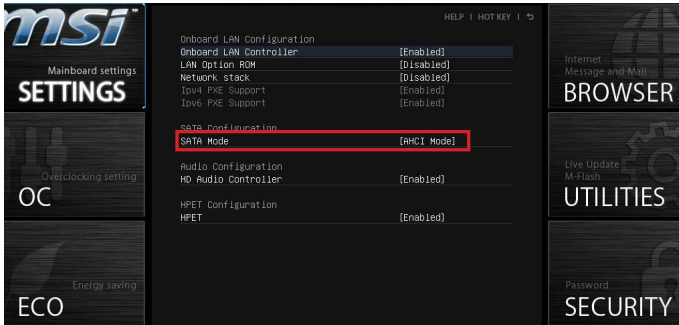 msi
HELP | HOT KEY | ↰
Mainboard settings
SETTINGS
Overclocking setting
OC
Energy saving
ECO
Onboard LAN Configuration
Onboard LAN Controller [Enabled]
LAN Option ROM [Disabled]
Network stack [Disabled]
Ipv4 PXE Support [Enabled]
Ipv6 PXE Support [Enabled]
SATA Configuration
SATA Mode [AHCI Mode]
Audio Configuration
HD Audio Controller [Enabled]
HPET Configuration
HPET [Enabled]
Internet
Message and Mail
BROWSER
Live Update
M-Flash
UTILITIES
Password
SECURITY